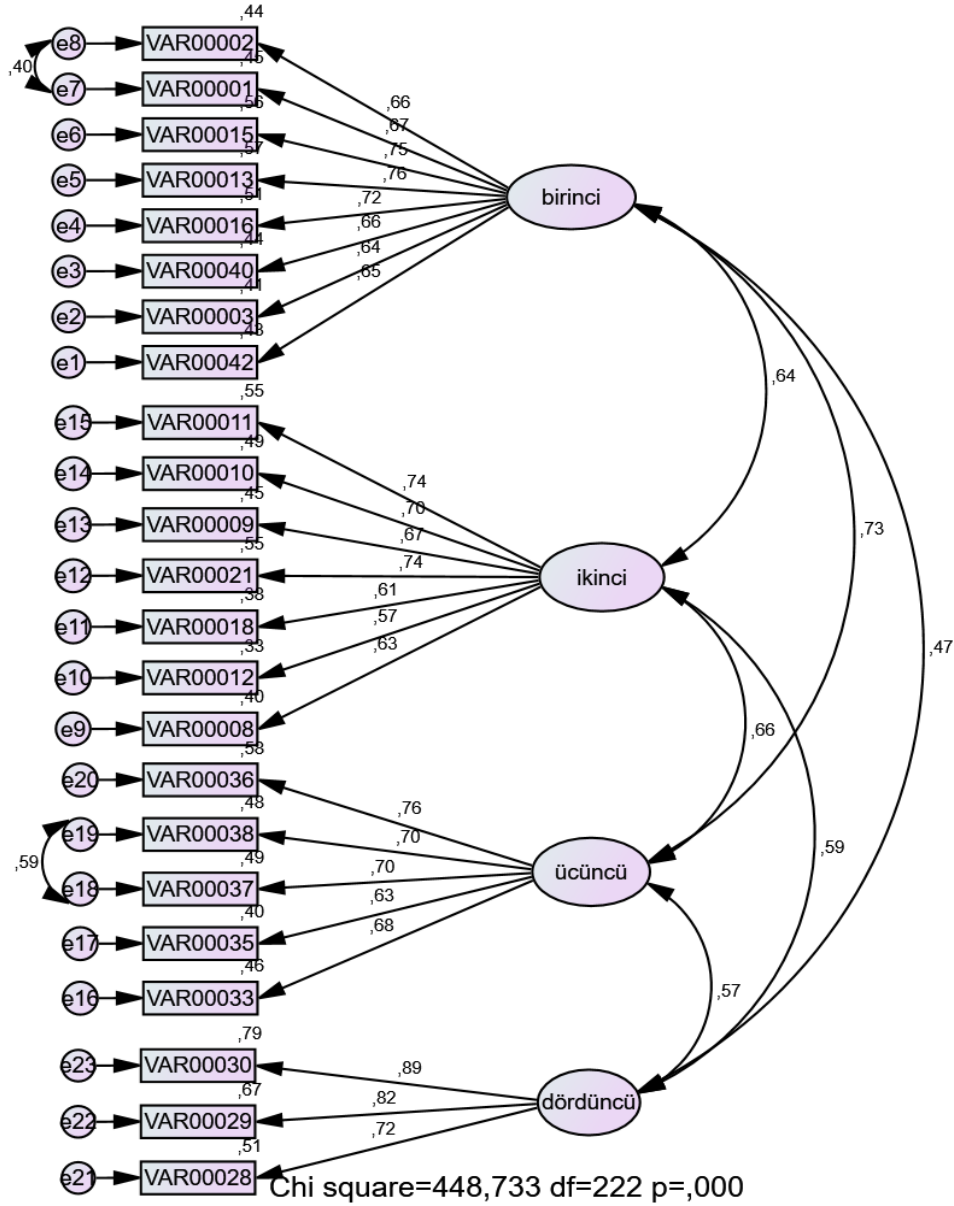 ,44
e8 VAR00002
,40
,45
e7 VAR00001
,66
,56
e6 VAR00015
,67
,57
e5 VAR00013
,75
,76
birinci
,51
e4 VAR00016
,72
,44
e3 VAR00040
,66
,41
e2 VAR00003
,64
,43
e1 VAR00042
,65
,64
,55
e15 VAR00011
,49
e14 VAR00010
,74
,45
e13 VAR00009
,70
,73
,55
e12 VAR00021
,67
,74
ikinci
,38
e11 VAR00018
,61
,33
e10 VAR00012
,57
,47
,40
e9 VAR00008
,63
,66
,58
e20 VAR00036
,48
e19 VAR00038
,76
,59
,49
e18 VAR00037
,70
,59
,70
ücüncü
,40
e17 VAR00035
,63
,46
e16 VAR00033
,68
,57
,79
e23 VAR00030
,89
,67
e22 VAR00029
,82
dördüncü
,51
e21 VAR00028
,72
Chi square=448,733 df=222 p=,000